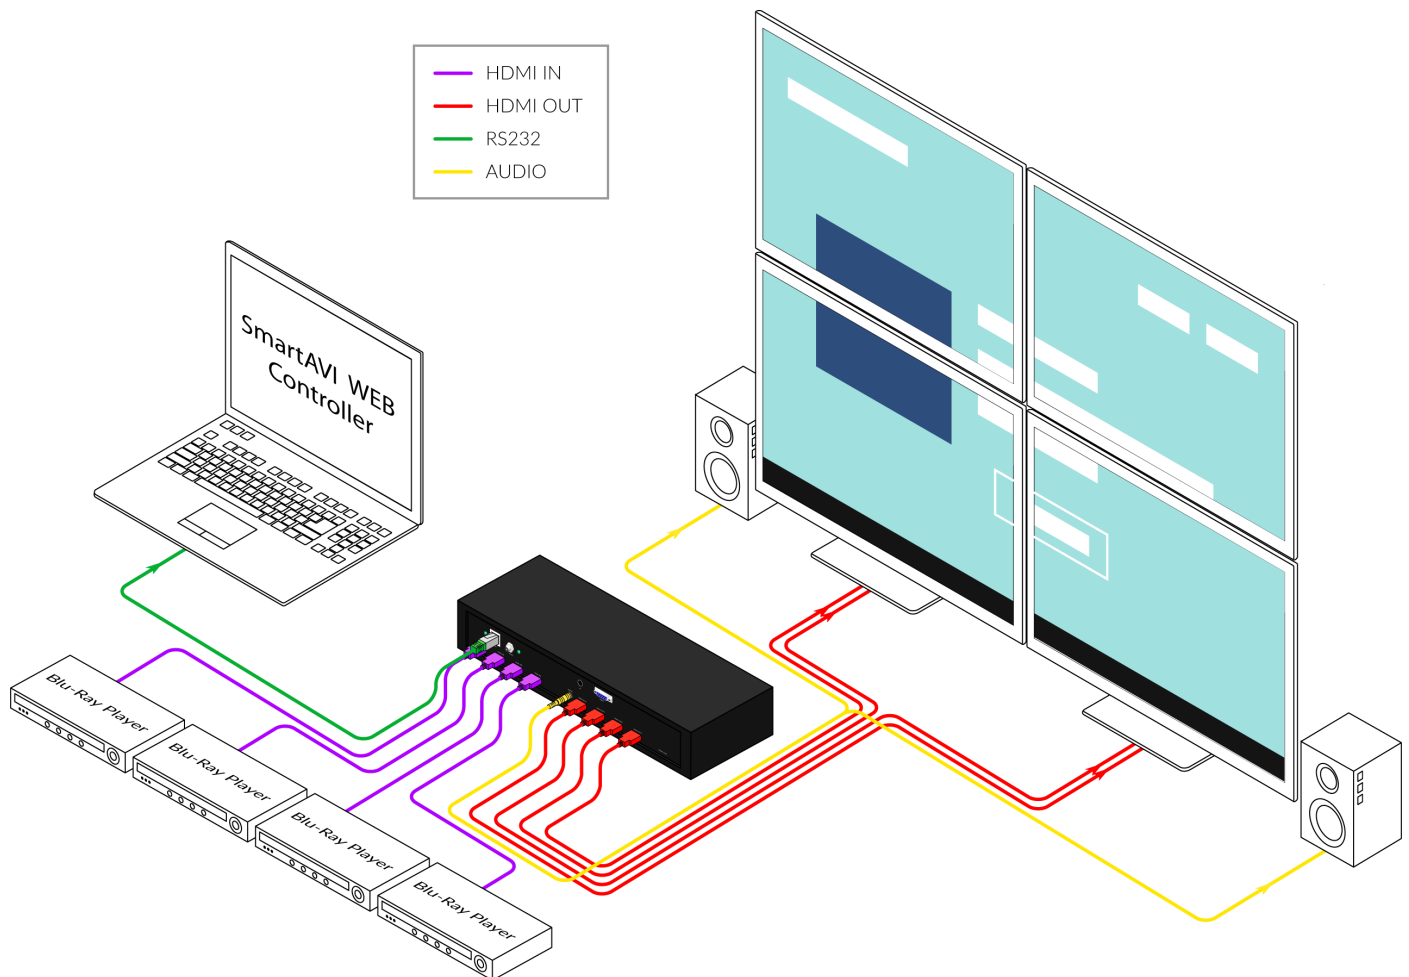 HDMI IN
HDMI OUT
RS232
AUDIO
SmartAVI WEB
Controller
Blu-Ray Player
Blu-Ray Player
Blu-Ray Player
Blu-Ray Player